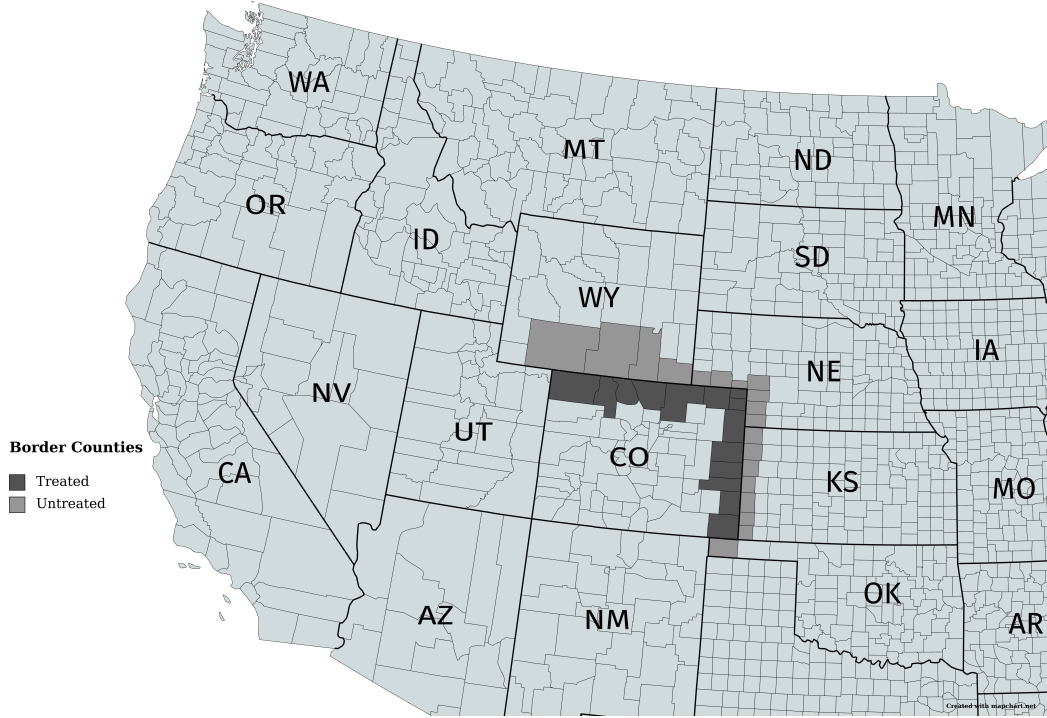 WA
MT
ND
MN
OR
ID
SD
WY
IA
NE
NV
UT
CO
Border Counties
Treated
Untreated
CA
KS
MO
OK
AZ
NM
AR
Created with mapchart.net